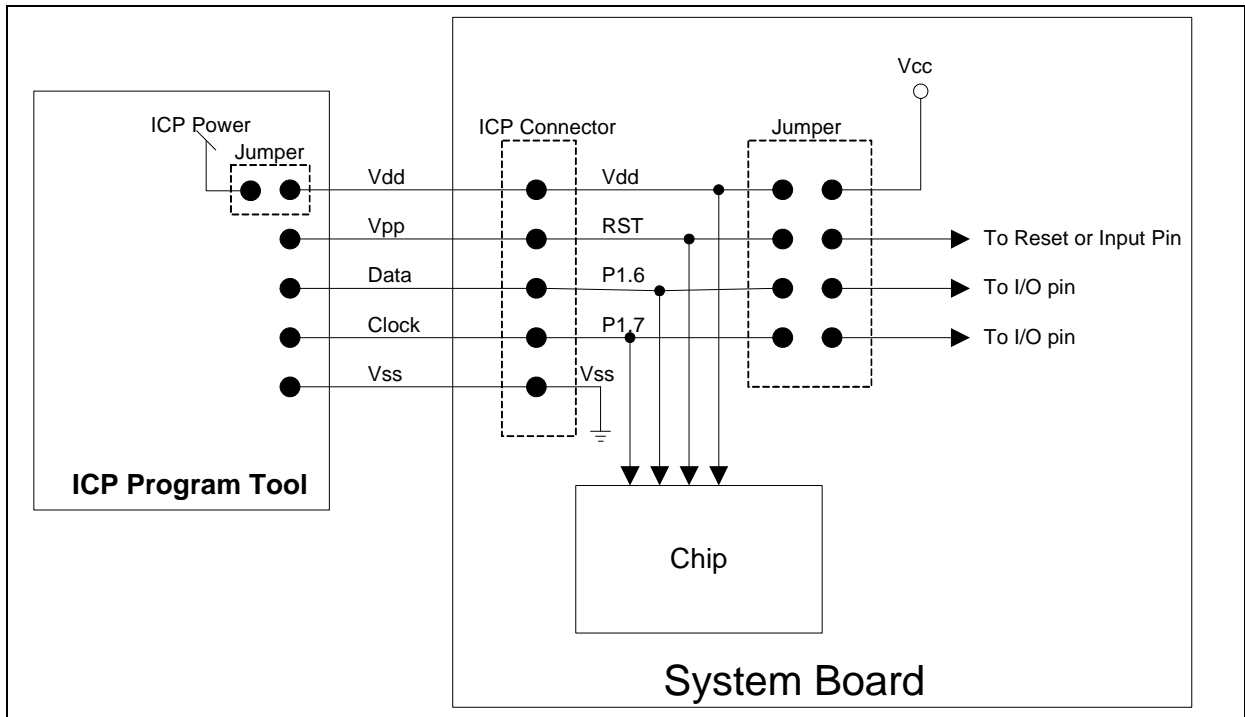 Vcc
ICP Power
Jumper
ICP Connector
Jumper
Vdd
Vdd
Vpp
RST
To Reset or Input Pin
Data
P1.6
To I/O pin
Clock
P1.7
To I/O pin
Vss
Vss
ICP Program Tool
Chip
System Board